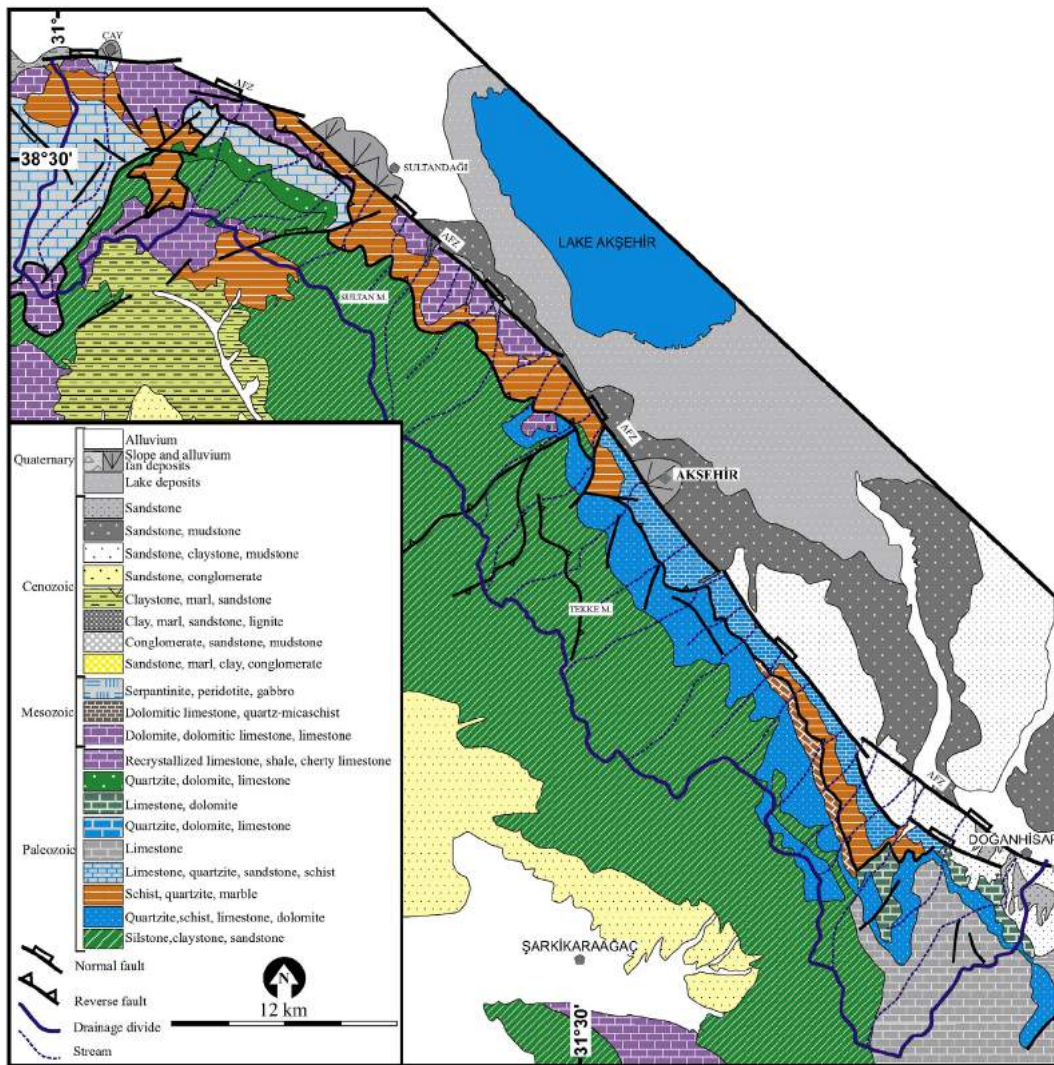 31°
ÇAY
AFZ
38°30'
SULTANDAĞI
LAKE AKŞEHİR
AFZ
SULTAN M.
AFZ
AKŞEHİR
TEKKE M.
AFZ
DOĞANHİSAR
ŞARKİKARAAĞAÇ
31°30'
Quaternary
Alluvium
Slope and alluvium
fan deposits
Lake deposits
Cenozoic
Sandstone
Sandstone, mudstone
Sandstone, claystone, mudstone
Sandstone, conglomerate
Claystone, marl, sandstone
Clay, marl, sandstone, lignite
Conglomerate, sandstone, mudstone
Sandstone, marl, clay, conglomerate
Mesozoic
Serpantinite, peridotite, gabbro
Dolomitic limestone, quartz-micaschist
Dolomite, dolomitic limestone, limestone
Paleozoic
Recrystallized limestone, shale, cherty limestone
Quartzite, dolomite, limestone
Limestone, dolomite
Quartzite, dolomite, limestone
Limestone
Limestone, quartzite, sandstone, schist
Schist, quartzite, marble
Quartzite,schist, limestone, dolomite
Silstone,claystone, sandstone
Normal fault
Reverse fault
Drainage divide
Stream
N
12 km